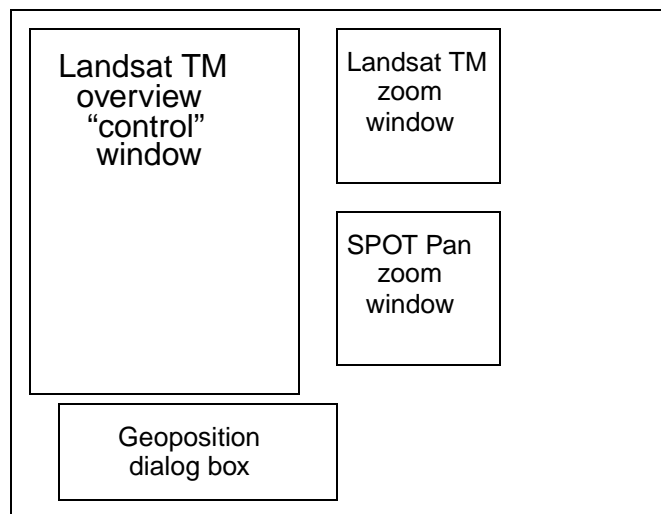 Landsat TM
overview
“control”
window
Landsat TM
zoom
window
SPOT Pan
zoom
window
Geoposition
dialog box